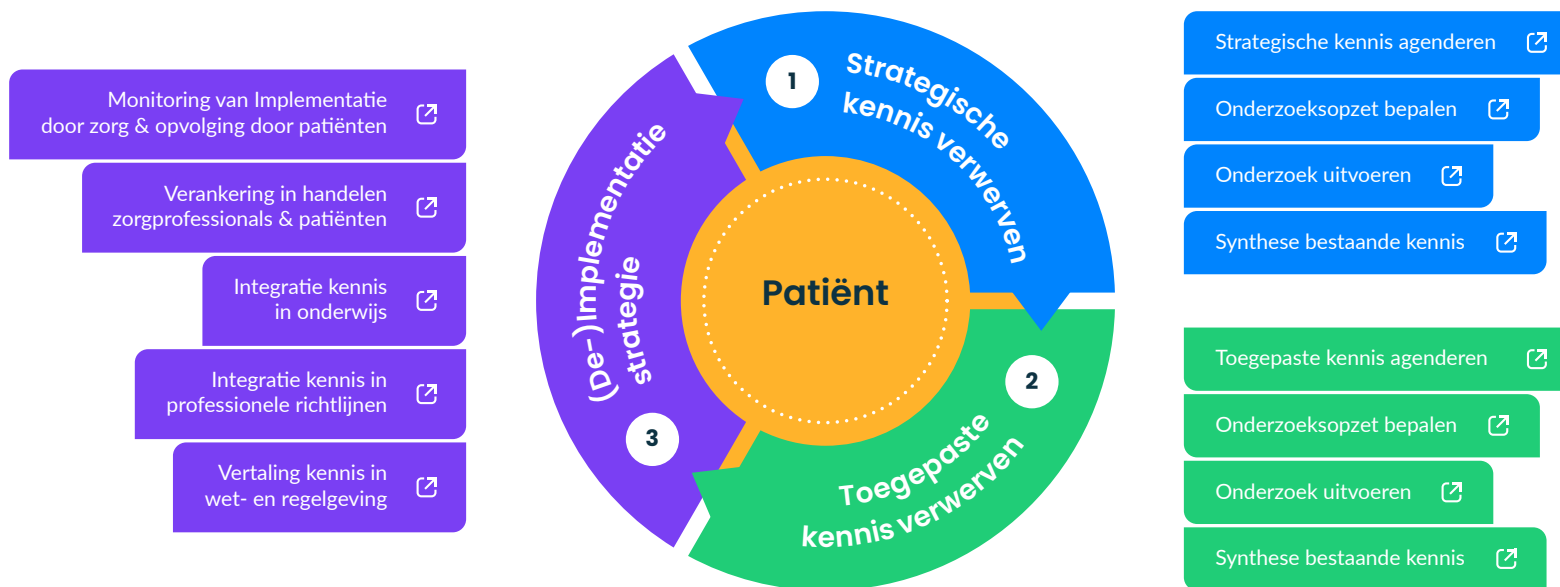 Monitoring van Implementatie
door zorg & opvolging door patiënten
Verankering in handelen
zorgprofessionals & patiënten
Integratie kennis
in onderwijs
Integratie kennis in
professionele richtlijnen
Vertaling kennis in
wet- en regelgeving
1
Strategische
kennis verwerven
Patiënt
2
Toegepaste
kennis verwerven
3
(De-)Implementatie
strategie
Strategische kennis agenderen
Onderzoeksopzet bepalen
Onderzoek uitvoeren
Synthese bestaande kennis
Toegepaste kennis agenderen
Onderzoeksopzet bepalen
Onderzoek uitvoeren
Synthese bestaande kennis